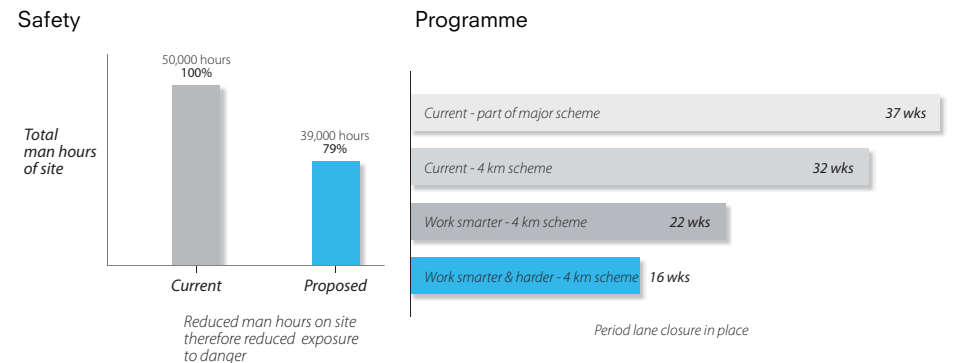 Safety
50,000 hours
100%
39,000 hours
79%
Total
man hours
of site
Current
Proposed
Reduced man hours on site
therefore reduced exposure
to danger
Programme
Current - part of major scheme
37 wks
Current - 4 km scheme
32 wks
Work smarter - 4 km scheme
22 wks
Work smarter & harder - 4 km scheme
16 wks
Period lane closure in place